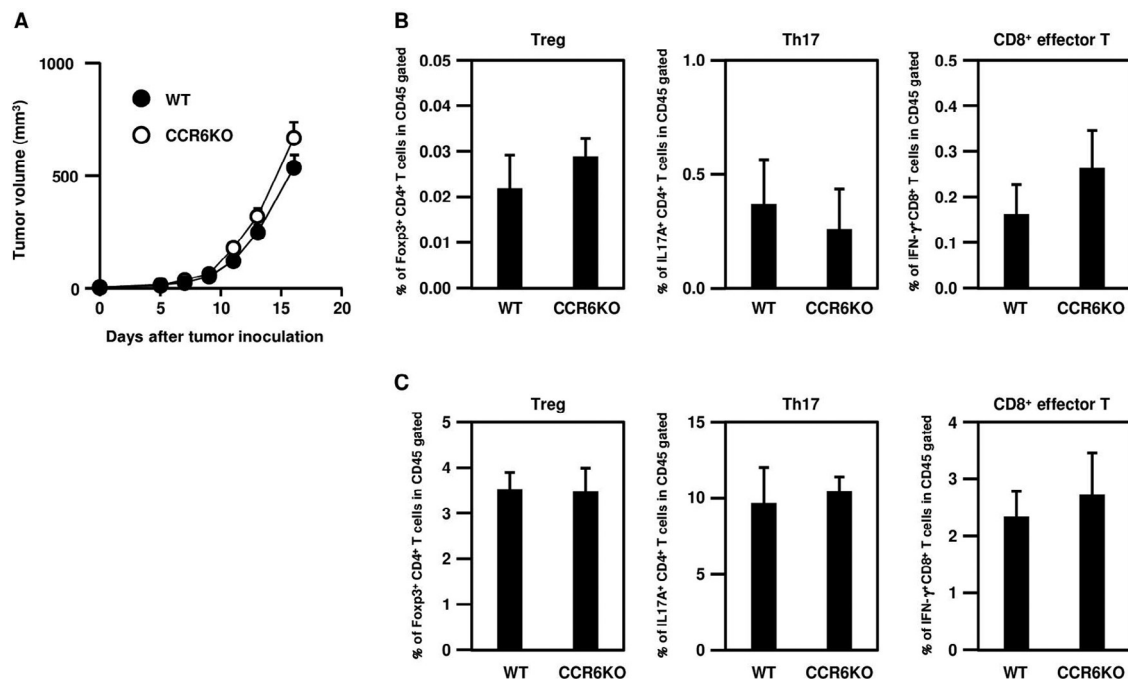 A
Tumor volume (mm³)
1000
500
0
WT
CCR6KO
0 5 10 15 20
Days after tumor inoculation
B
Treg
% of Foxp3⁺ CD4⁺ T cells in CD45 gated
0.05
0.04
0.03
0.02
0.01
0.00
WT CCR6KO
Th17
% of IL17A⁺ CD4⁺ T cells in CD45 gated
1.0
0.5
0.0
WT CCR6KO
CD8⁺ effector T
% of IFN-γ⁺CD8⁺ T cells in CD45 gated
0.5
0.4
0.3
0.2
0.1
0.0
WT CCR6KO
C
Treg
% of Foxp3⁺ CD4⁺ T cells in CD45 gated
5
4
3
2
1
0
WT CCR6KO
Th17
% of IL17A⁺ CD4⁺ T cells in CD45 gated
15
10
5
0
WT CCR6KO
CD8⁺ effector T
% of IFN-γ⁺CD8⁺ T cells in CD45 gated
4
3
2
1
0
WT CCR6KO